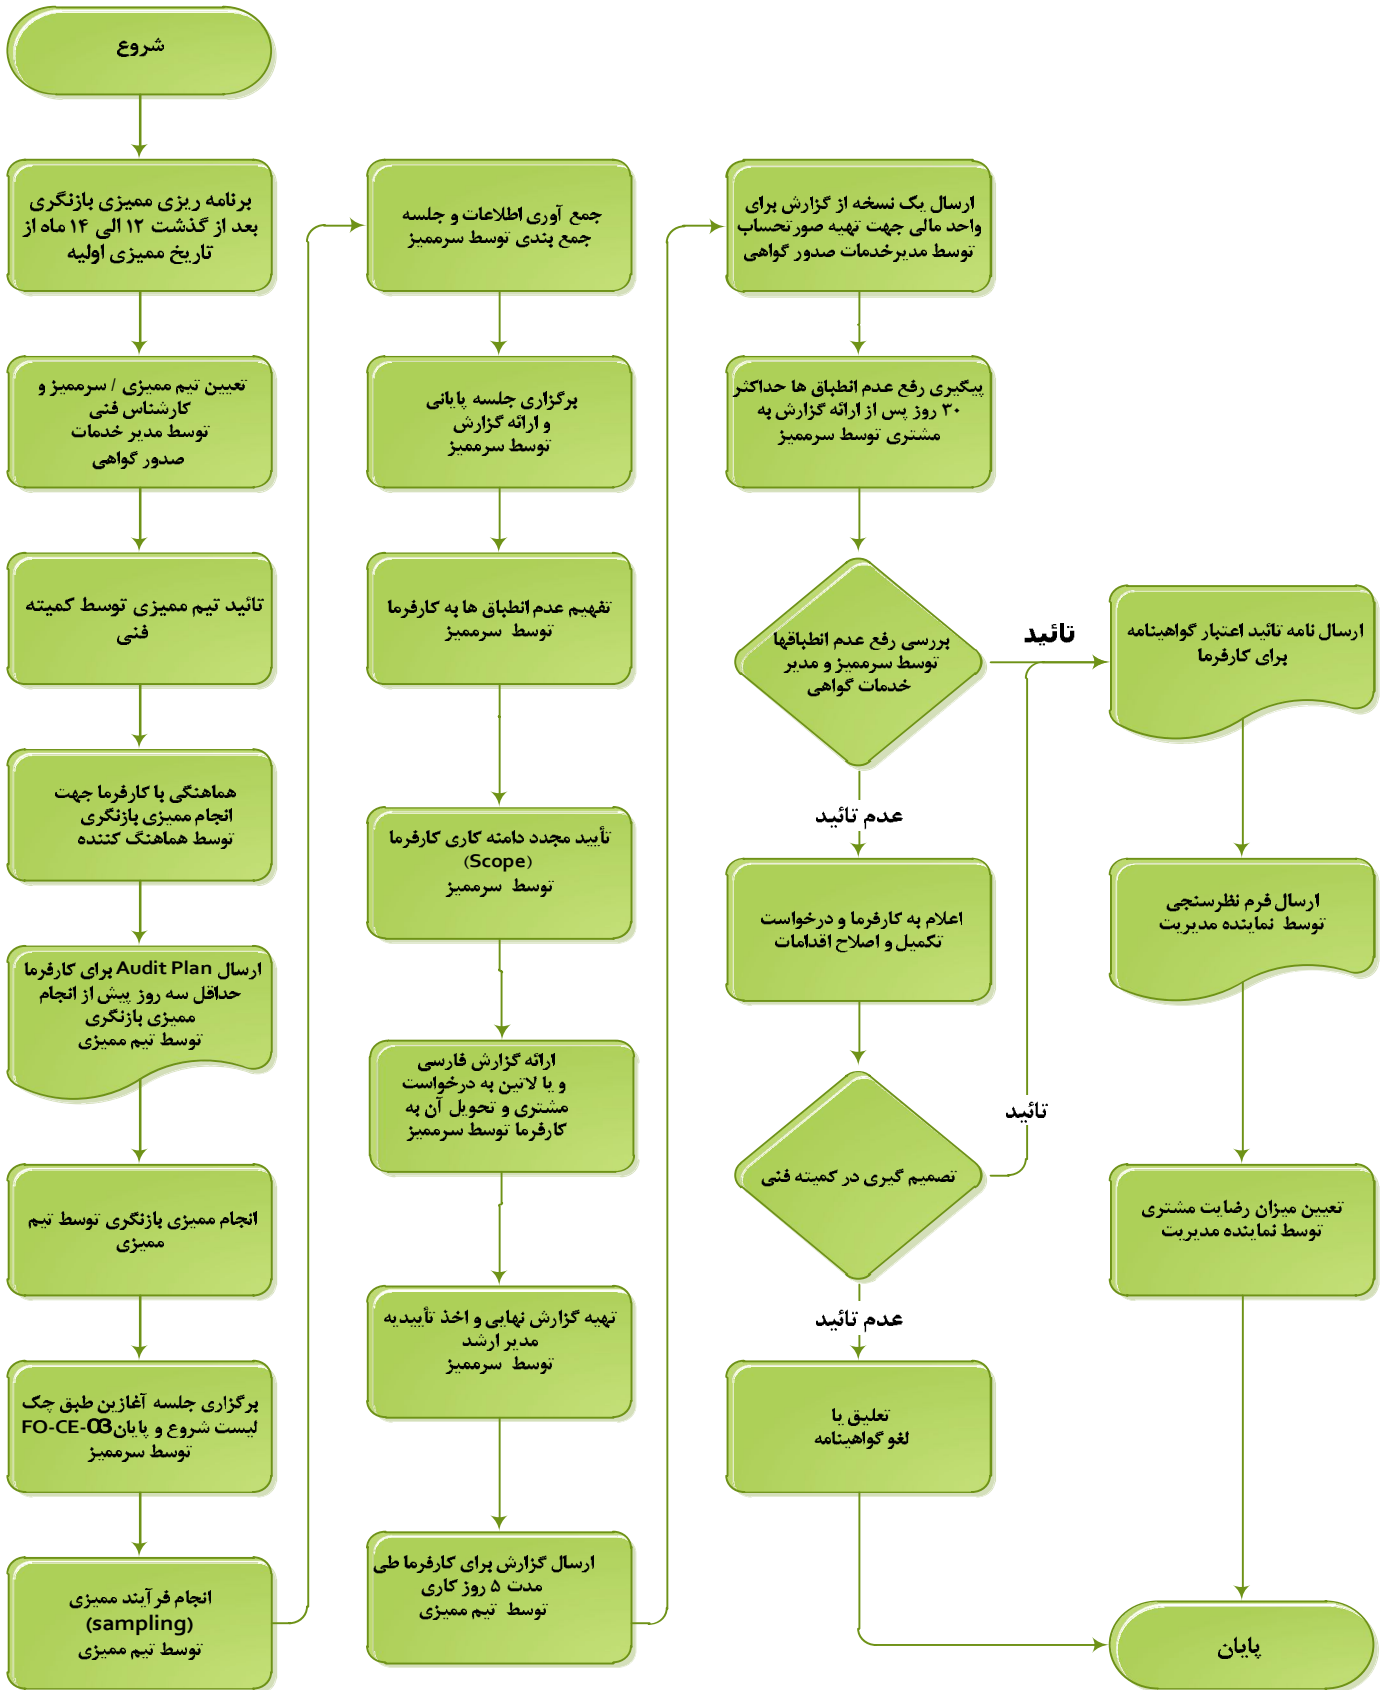 شروع
برنامه ریزی ممیزی بازنگری
بعد از گذشت ۱۲ الی ۱۴ ماه از
تاریخ ممیزی اولیه
تعیین تیم ممیزی / سرممیز و
کارشناس فنی
توسط مدیر خدمات
صدور گواهی
تائید تیم ممیزی توسط کمیته
فنی
هماهنگی با کارفرما جهت
انجام ممیزی بازنگری
توسط هماهنگ کننده
ارسال Audit Plan برای کارفرما
حداقل سه روز پیش از انجام
ممیزی بازنگری
توسط تیم ممیزی
انجام ممیزی بازنگری توسط تیم
ممیزی
برگزاری جلسه آغازین طبق چک
لیست شروع و پایان FO-CE-03
توسط سرممیز
انجام فرآیند ممیزی
(sampling)
توسط تیم ممیزی
جمع آوری اطلاعات و جلسه
جمع بندی توسط سرممیز
برگزاری جلسه پایانی
و ارائه گزارش
توسط سرممیز
تفهیم عدم انطباق ها به کارفرما
توسط سرممیز
تأیید مجدد دامنه کاری کارفرما
(Scope)
توسط سرممیز
ارائه گزارش فارسی
و یا لاتین به درخواست
مشتری و تحویل آن به
کارفرما توسط سرممیز
تهیه گزارش نهایی و اخذ تأییدیه
مدیر ارشد
توسط سرممیز
ارسال گزارش برای کارفرما طی
مدت ۵ روز کاری
توسط تیم ممیزی
ارسال یک نسخه از گزارش برای
واحد مالی جهت تهیه صورتحساب
توسط مدیرخدمات صدور گواهی
پیگیری رفع عدم انطباق ها حداکثر
۳۰ روز پس از ارائه گزارش به
مشتری توسط سرممیز
بررسی رفع عدم انطباقها
توسط سرممیز و مدیر
خدمات گواهی
تائید
عدم تائید
اعلام به کارفرما و درخواست
تکمیل و اصلاح اقدامات
تصمیم گیری در کمیته فنی
تائید
عدم تائید
تعلیق یا
لغو گواهینامه
ارسال نامه تائید اعتبار گواهینامه
برای کارفرما
ارسال فرم نظرسنجی
توسط نماینده مدیریت
تعیین میزان رضایت مشتری
توسط نماینده مدیریت
پایان